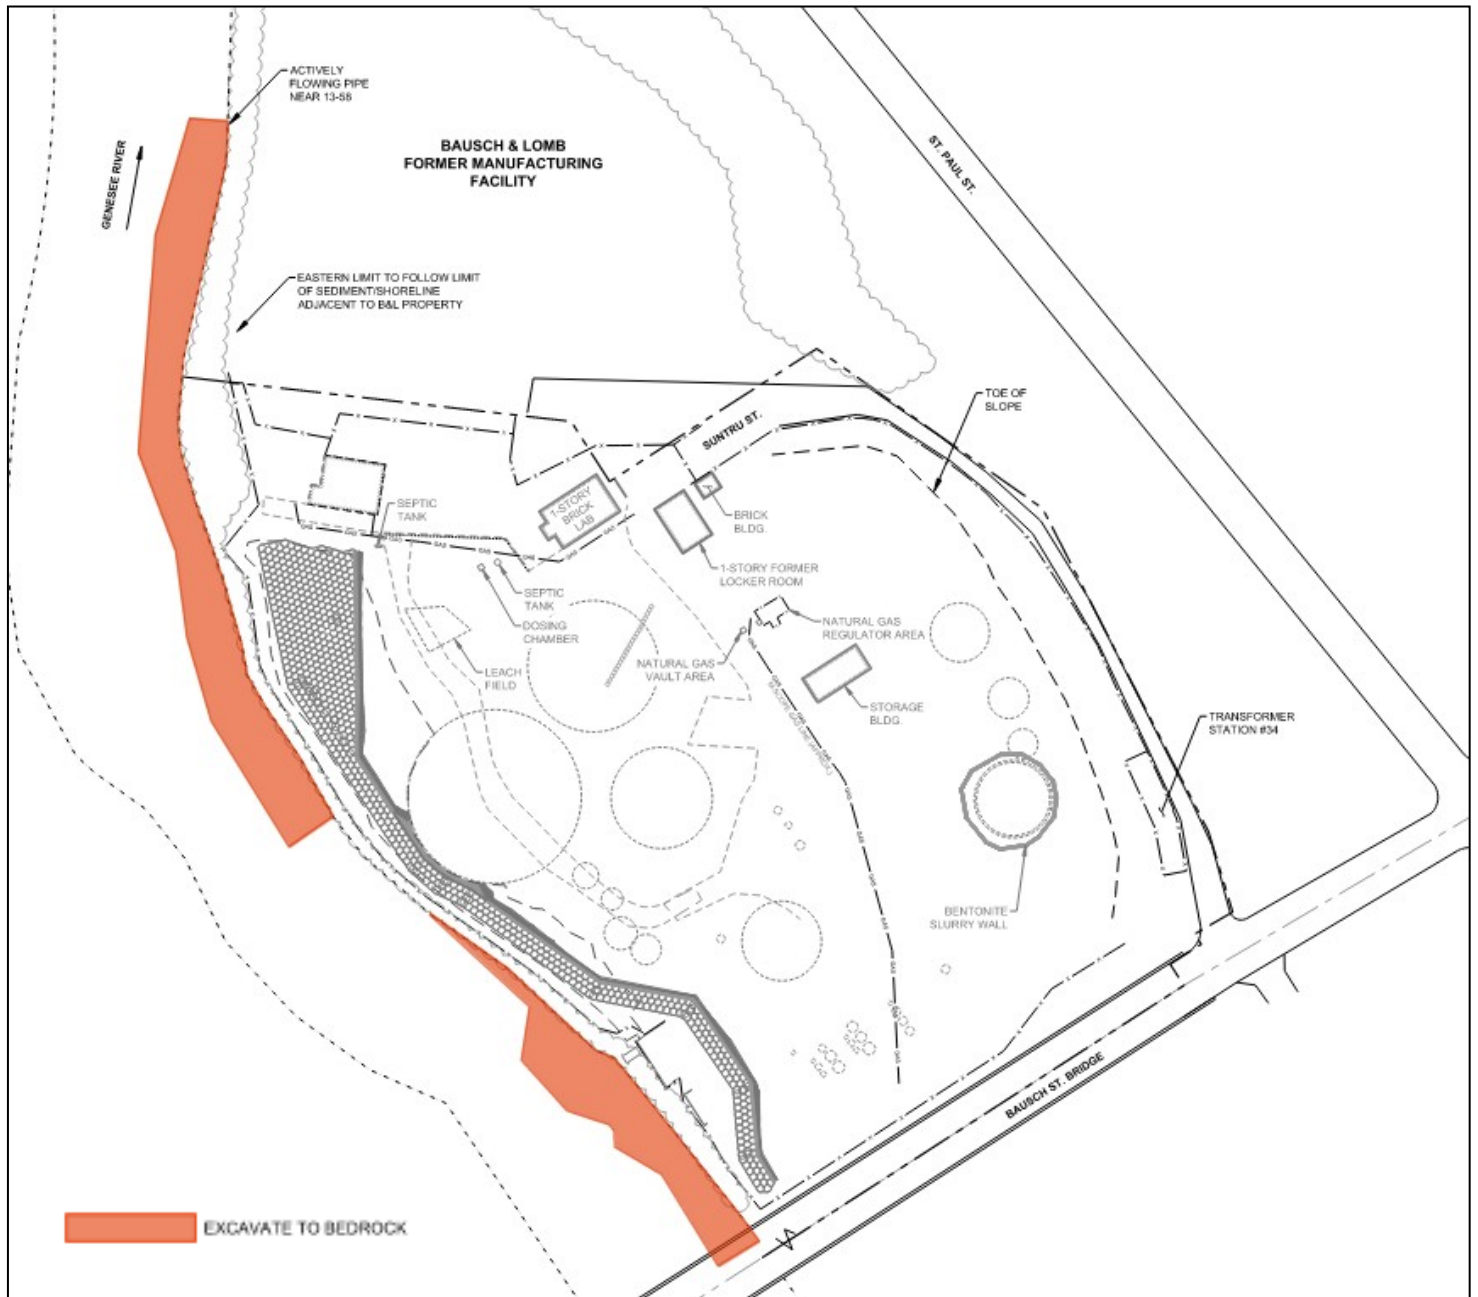 ACTIVELY
FLOWING PIPE
NEAR 13-58
BAUSCH & LOMB
FORMER MANUFACTURING
FACILITY
GENESEE RIVER
ST. PAUL ST.
EASTERN LIMIT TO FOLLOW LIMIT
OF SEDIMENT/SHORELINE
ADJACENT TO B&L PROPERTY
TOE OF
SLOPE
SUNTRU ST.
SEPTIC
TANK
1-STORY
BRICK
LAB
BRICK
BLDG.
1-STORY FORMER
LOCKER ROOM
SEPTIC
TANK
DOSING
CHAMBER
NATURAL GAS
REGULATOR AREA
NATURAL GAS
VAULT AREA
LEACH
FIELD
STORAGE
BLDG.
TRANSFORMER
STATION #34
BENTONITE
SLURRY WALL
BAUSCH ST. BRIDGE
EXCAVATE TO BEDROCK